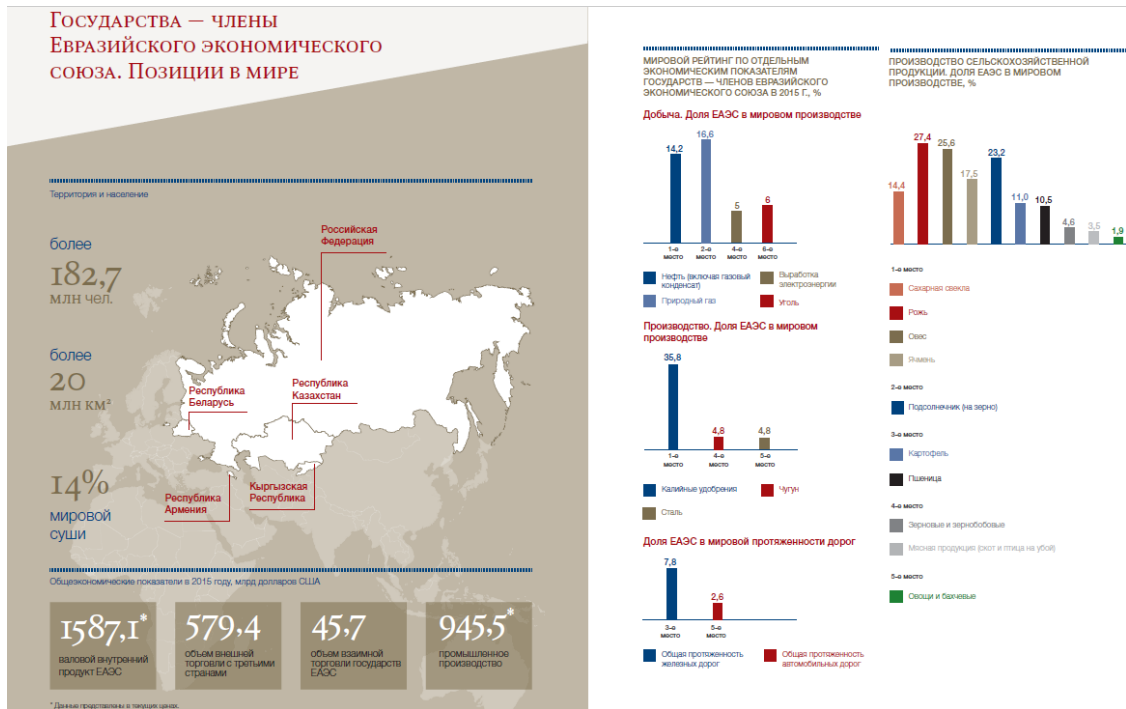 Государства — члены
Евразийского экономического
союза. Позиции в мире
Территория и население
более
182,7
млн чел.
более
20
млн км²
14%
мировой
суши
Российская
Федерация
Республика
Беларусь
Республика
Казахстан
Республика
Армения
Кыргызская
Республика
Общеэкономические показатели в 2015 году, млрд долларов США
1587,1*
валовой внутренний
продукт ЕАЭС
579,4
объем внешней
торговли с третьими
странами
45,7
объем взаимной
торговли государств
ЕАЭС
945,5*
промышленное
производство
* Данные представлены в текущих ценах.
МИРОВОЙ РЕЙТИНГ ПО ОТДЕЛЬНЫМ
ЭКОНОМИЧЕСКИМ ПОКАЗАТЕЛЯМ
ГОСУДАРСТВ — ЧЛЕНОВ ЕВРАЗИЙСКОГО
ЭКОНОМИЧЕСКОГО СОЮЗА В 2015 Г., %
Добыча. Доля ЕАЭС в мировом производстве
14,2
16,6
5
6
1-е место
2-е место
4-е место
6-е место
Нефть (включая газовый
конденсат)
Выработка
электроэнергии
Природный газ
Уголь
Производство. Доля ЕАЭС в мировом
производстве
35,8
4,8
4,8
1-е место
4-е место
5-е место
Калийные удобрения
Чугун
Сталь
Доля ЕАЭС в мировой протяженности дорог
7,8
2,6
3-е место
5-е место
Общая протяженность
железных дорог
Общая протяженность
автомобильных дорог
ПРОИЗВОДСТВО СЕЛЬСКОХОЗЯЙСТВЕННОЙ
ПРОДУКЦИИ. ДОЛЯ ЕАЭС В МИРОВОМ
ПРОИЗВОДСТВЕ, %
14,4
27,4
25,6
17,5
23,2
11,0
10,5
4,6
3,5
1,9
1-е место
Сахарная свекла
Рожь
Овес
Ячмень
2-е место
Подсолнечник (на зерно)
3-е место
Картофель
Пшеница
4-е место
Зерновые и зернобобовые
Мясная продукция (скот и птица на убой)
5-е место
Овощи и бахчевые